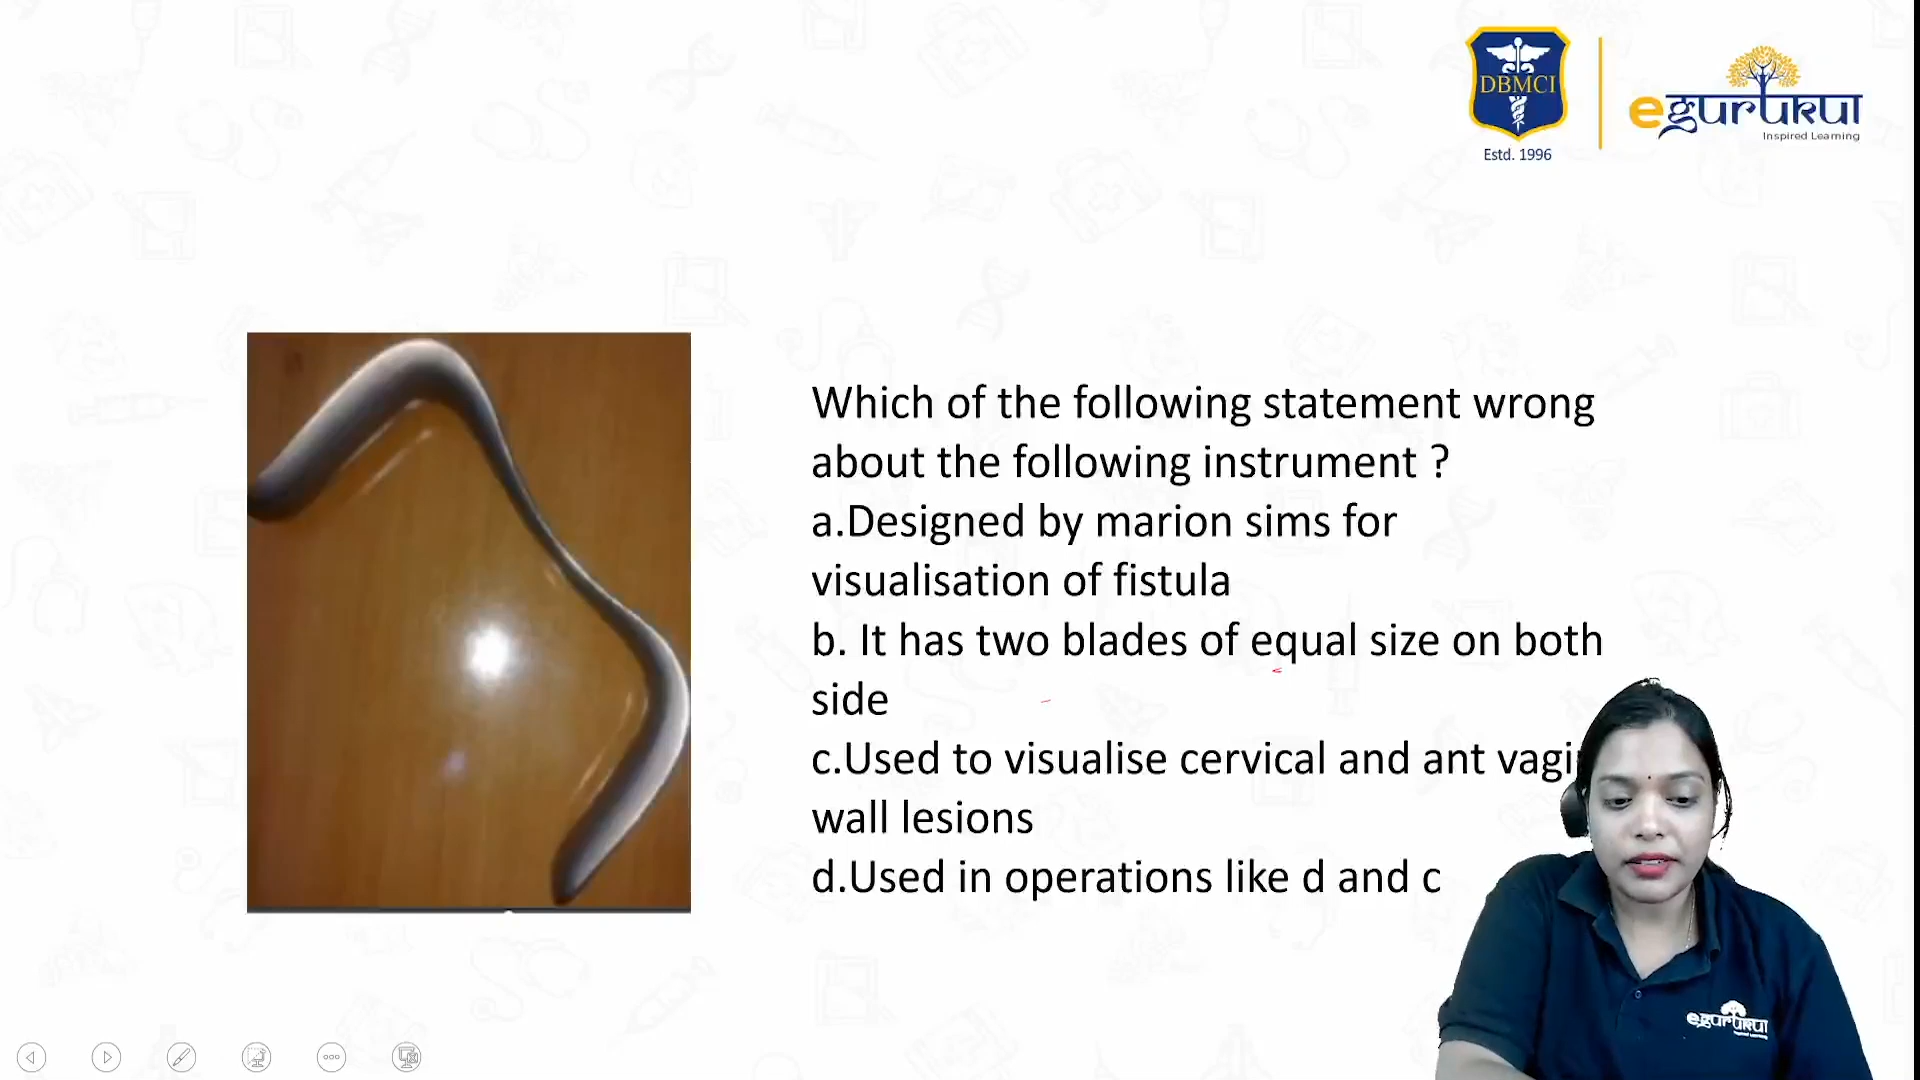 DBMCI
Estd. 1996
egurukul
Inspired Learning
Which of the following statement wrong
about the following instrument ?
a.Designed by marion sims for
visualisation of fistula
b. It has two blades of equal size on both
side
c.Used to visualise cervical and ant vagi
wall lesions
d.Used in operations like d and c
egurukul